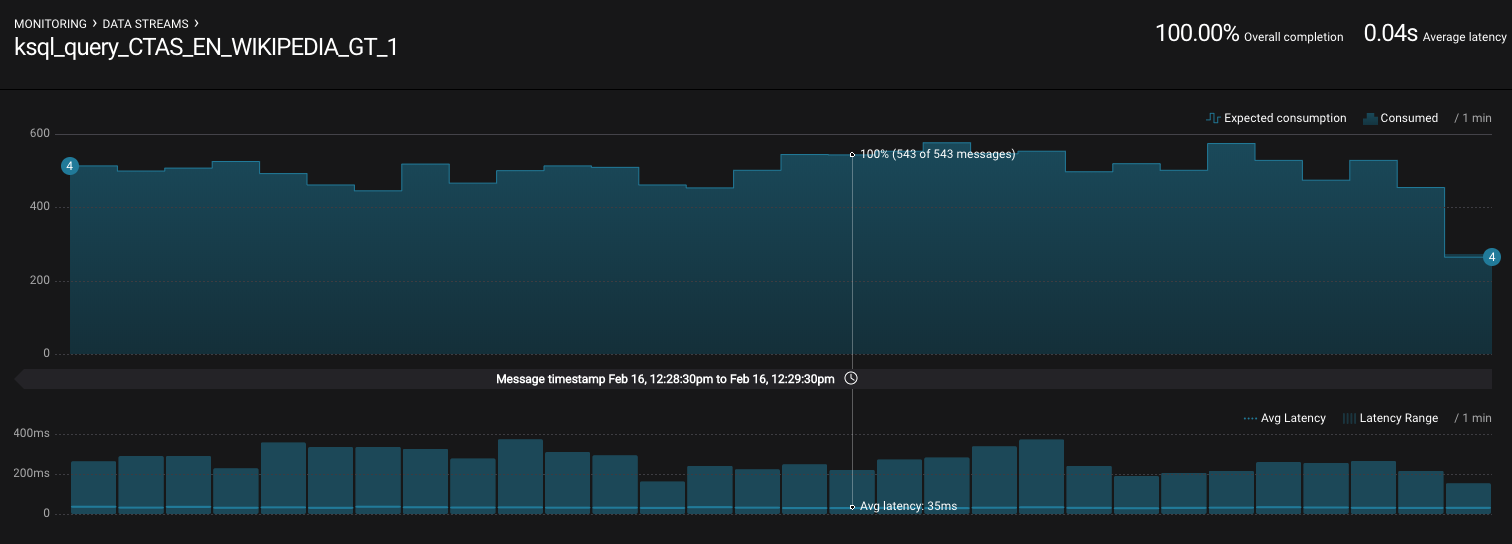 MONITORING › DATA STREAMS ›
ksql_query_CTAS_EN_WIKIPEDIA_GT_1
100.00% Overall completion 0.04s Average latency
Expected consumption Consumed / 1 min
600
4
100% (543 of 543 messages)
400
4
200
0
Message timestamp Feb 16, 12:28:30pm to Feb 16, 12:29:30pm
Avg Latency Latency Range / 1 min
400ms
200ms
Avg latency: 35ms
0